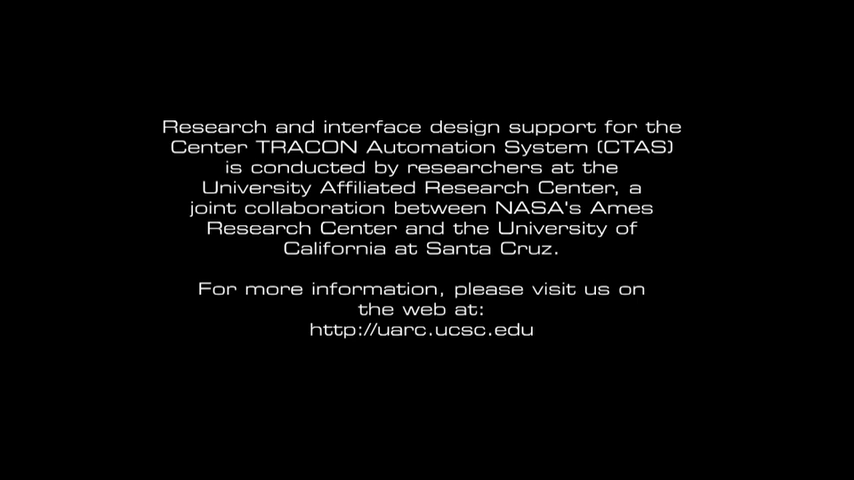 Research and interface design support for the
Center TRACON Automation System (CTAS)
is conducted by researchers at the
University Affiliated Research Center, a
joint collaboration between NASA's Ames
Research Center and the University of
California at Santa Cruz.
For more information, please visit us on
the web at:
http://uarc.ucsc.edu